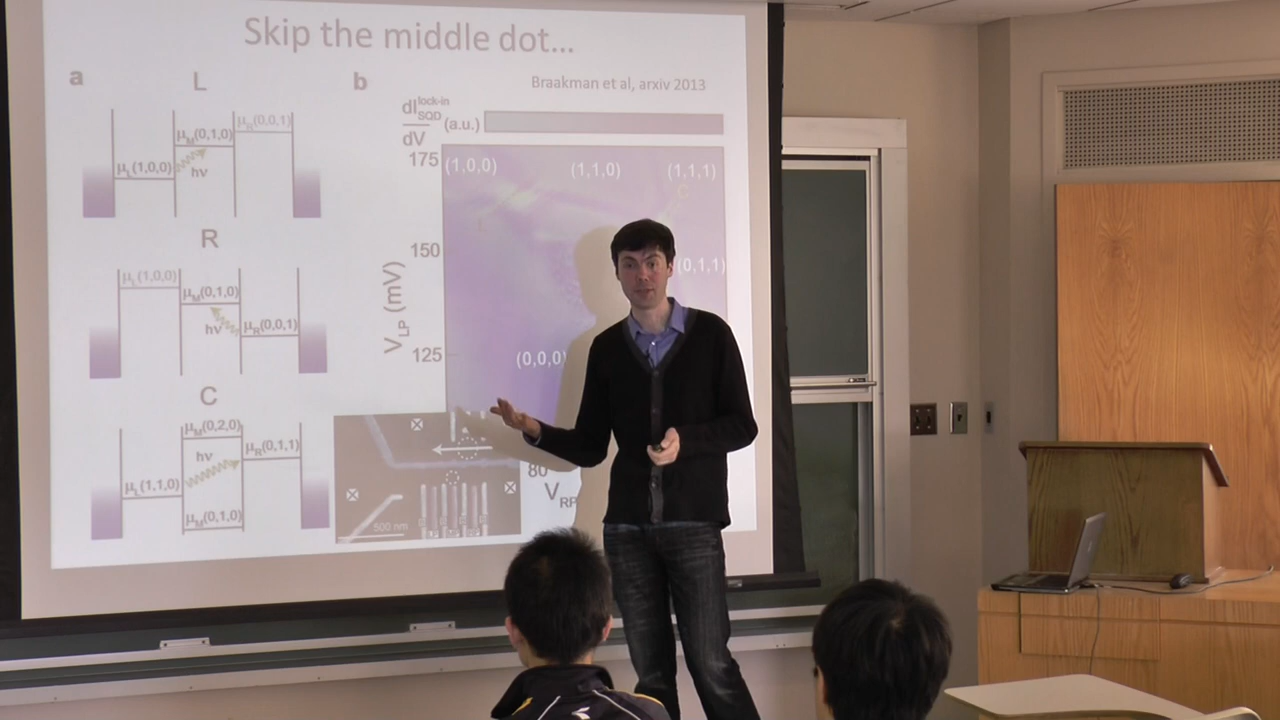 Skip the middle dot...
Braakman et al, arxiv 2013
a
L
μL(1,0,0)
μM(0,1,0)
μR(0,0,1)
hν
R
μL(1,0,0)
μM(0,1,0)
hν
μR(0,0,1)
C
μM(0,2,0)
hν
μR(0,1,1)
μL(1,1,0)
μM(0,1,0)
b
dI lock-in SQD
dV
(a.u.)
175
(1,0,0)
(1,1,0)
(1,1,1)
C
L
150
(0,1,1)
VLP (mV)
125
(0,0,0)
80
VRP
500 nm